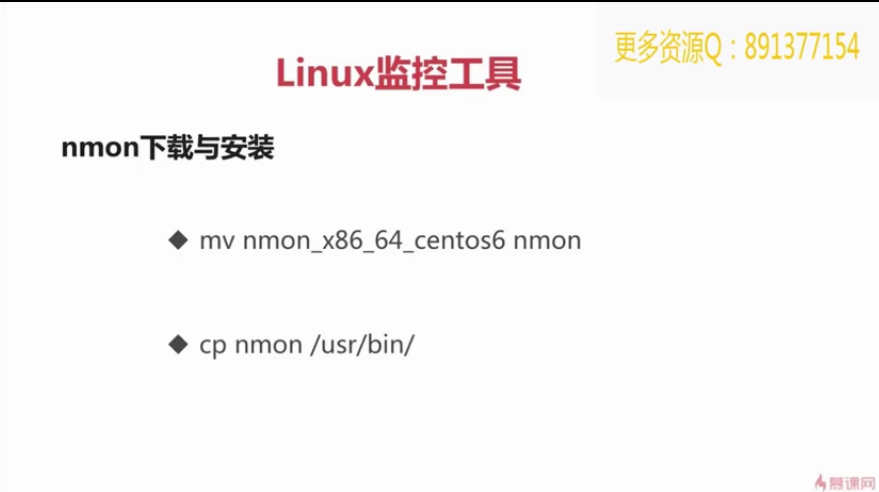 更多资源Q：891377154
Linux监控工具
nmon下载与安装
◆ mv nmon_x86_64_centos6 nmon
◆ cp nmon /usr/bin/
慕课网